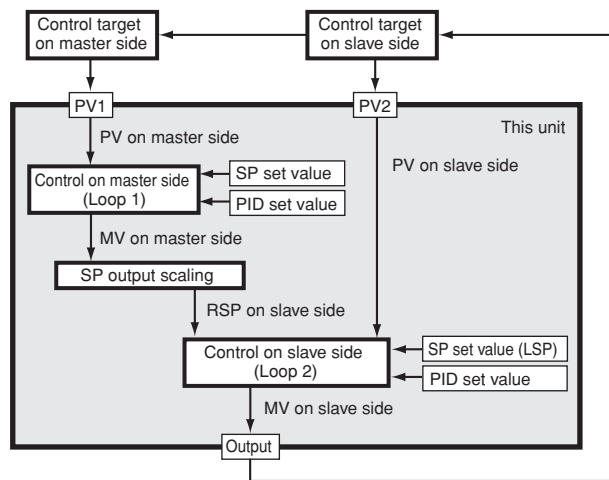 Control target
on master side
Control target
on slave side
PV1
PV2
This unit
PV on master side
PV on slave side
Control on master side
(Loop 1)
SP set value
PID set value
MV on master side
SP output scaling
RSP on slave side
Control on slave side
(Loop 2)
SP set value (LSP)
PID set value
MV on slave side
Output